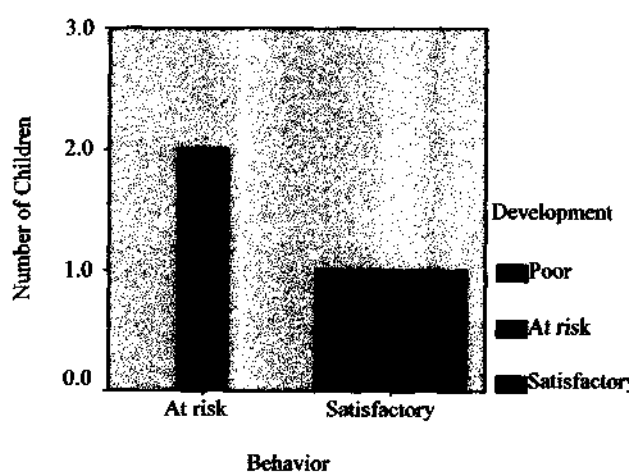 3.0
2.0
1.0
0.0
Number of Children
At risk
Satisfactory
Behavior
Development
Poor
At risk
Satisfactory